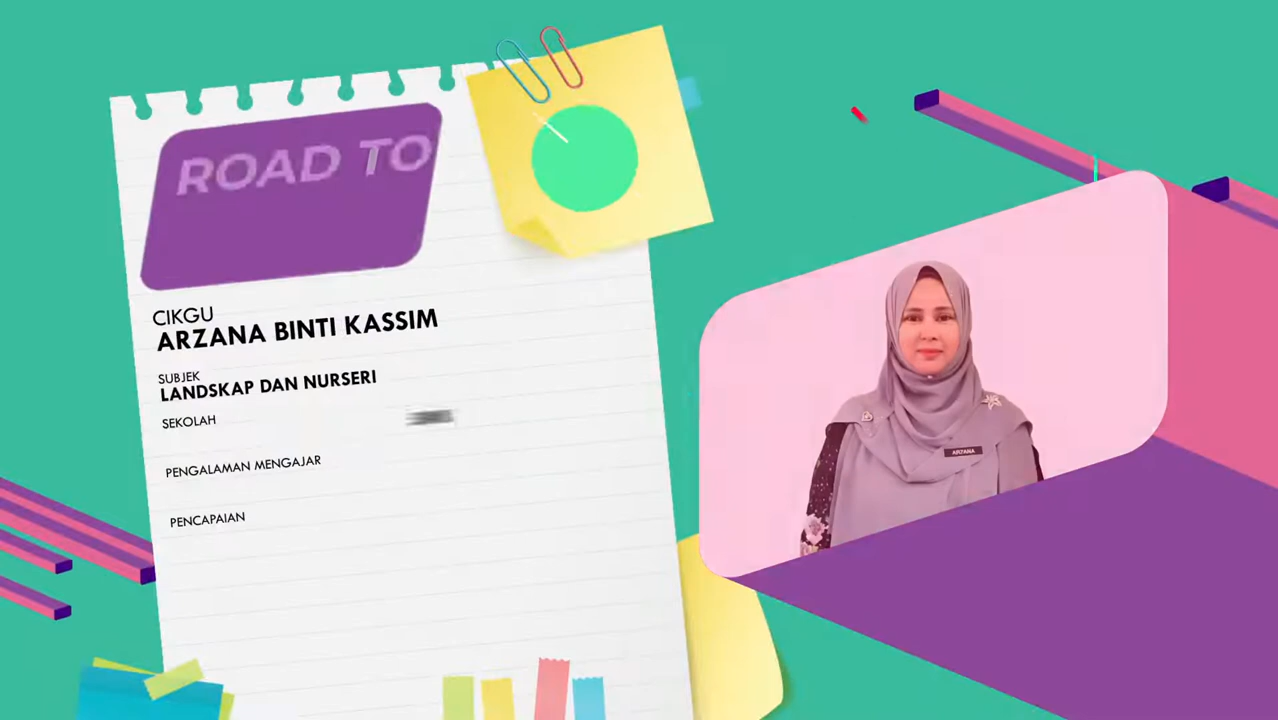 ROAD TO
CIKGU
ARZANA BINTI KASSIM
SUBJEK
LANDSKAP DAN NURSERI
SEKOLAH
PENGALAMAN MENGAJAR
PENCAPAIAN
ARZANA